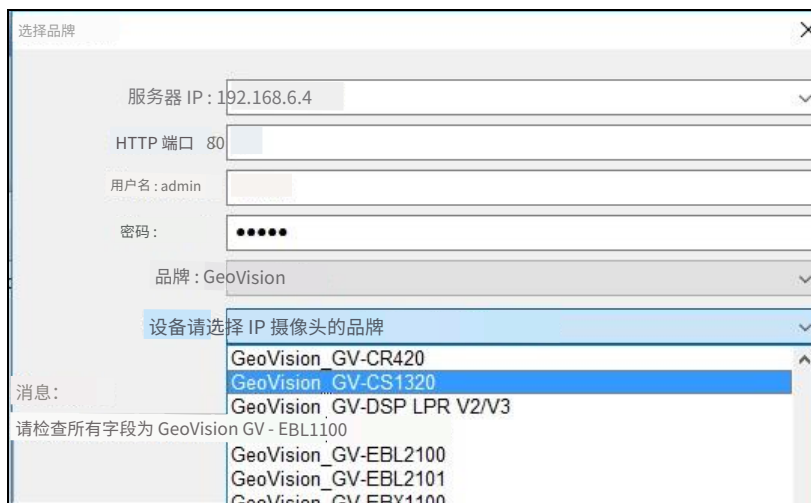 选择品牌
服务器 IP : 192.168.6.4
HTTP 端口 80
用户名 : admin
密码 :
品牌 : GeoVision
设备请选择 IP 摄像头的品牌
GeoVision_GV-CR420
GeoVision_GV-CS1320
GeoVision_GV-DSP LPR V2/V3
消息：
请检查所有字段为 GeoVision GV - EBL1100
GeoVision_GV-EBL2100
GeoVision_GV-EBL2101
GeoVision_GV-EBX1100